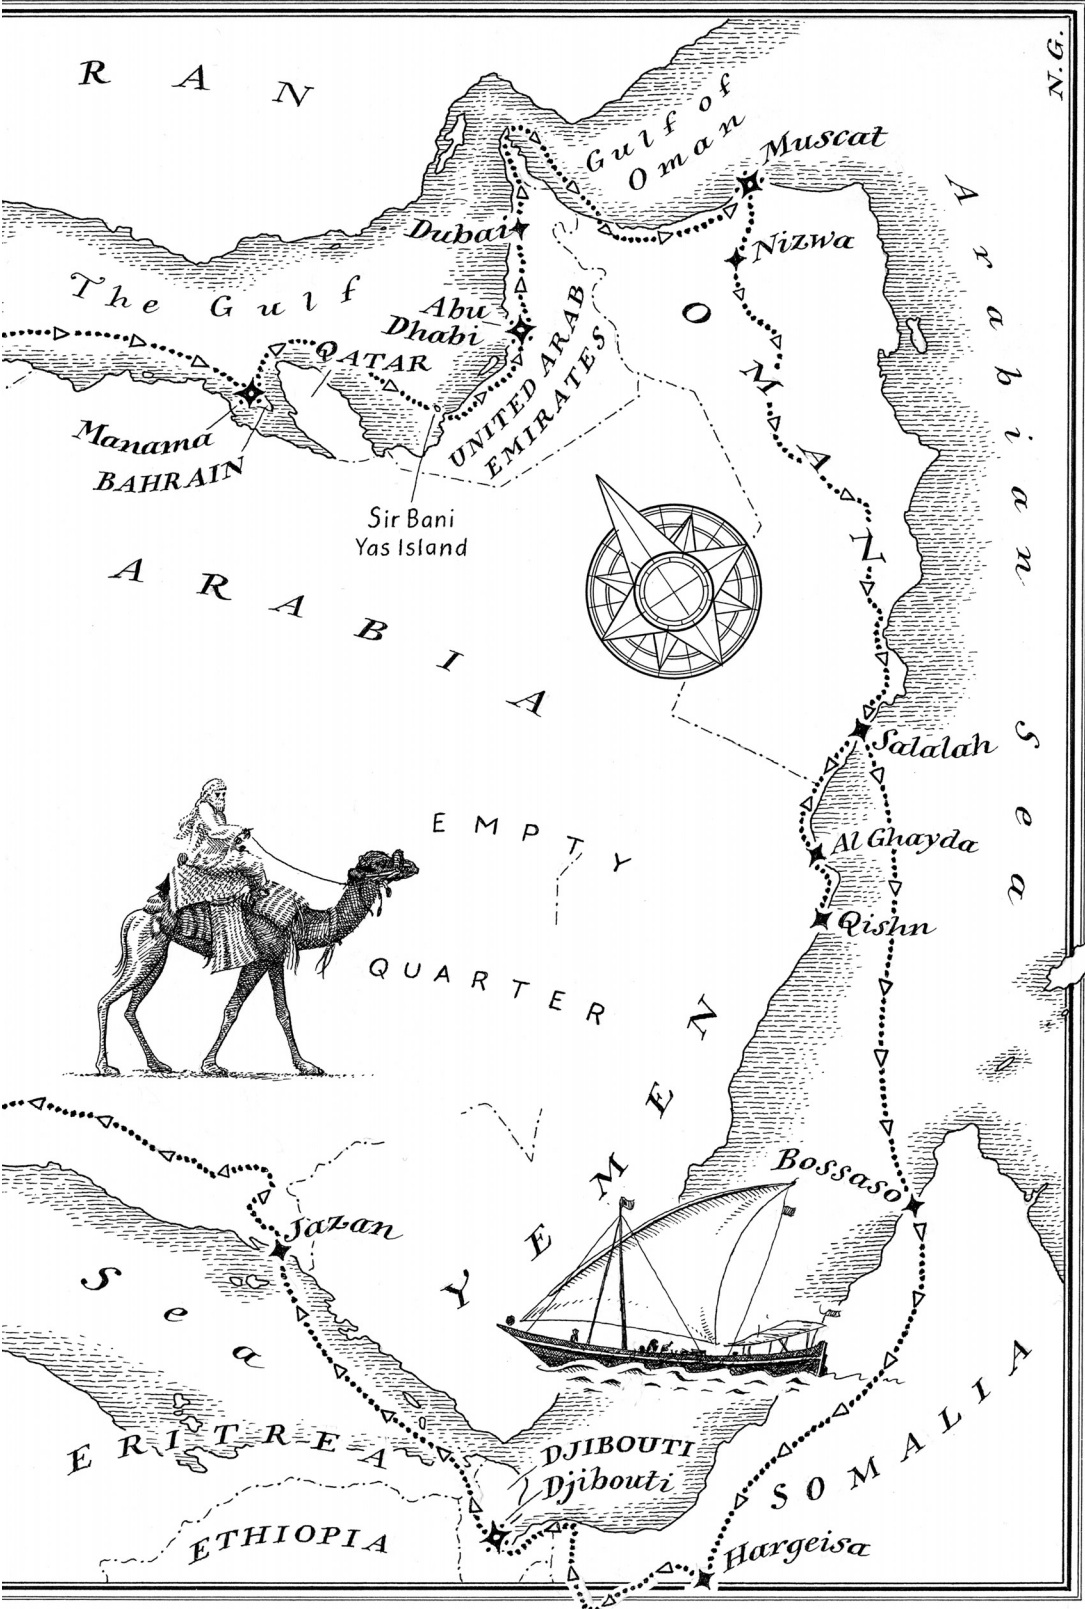 R A N
N.G.
Gulf of
Oman
Muscat
Dubai
Nizwa
The Gulf
Abu
Dhabi
QATAR
UNITED ARAB
EMIRATES
OMAN
Arabian Sea
Manama
BAHRAIN
Sir Bani
Yas Island
ARABIA
Salalah
EMPTY
QUARTER
Al Ghayda
Qishn
YEMEN
Bossaso
Jazan
Sea
ERITREA
DJIBOUTI
Djibouti
SOMALIA
ETHIOPIA
Hargeisa